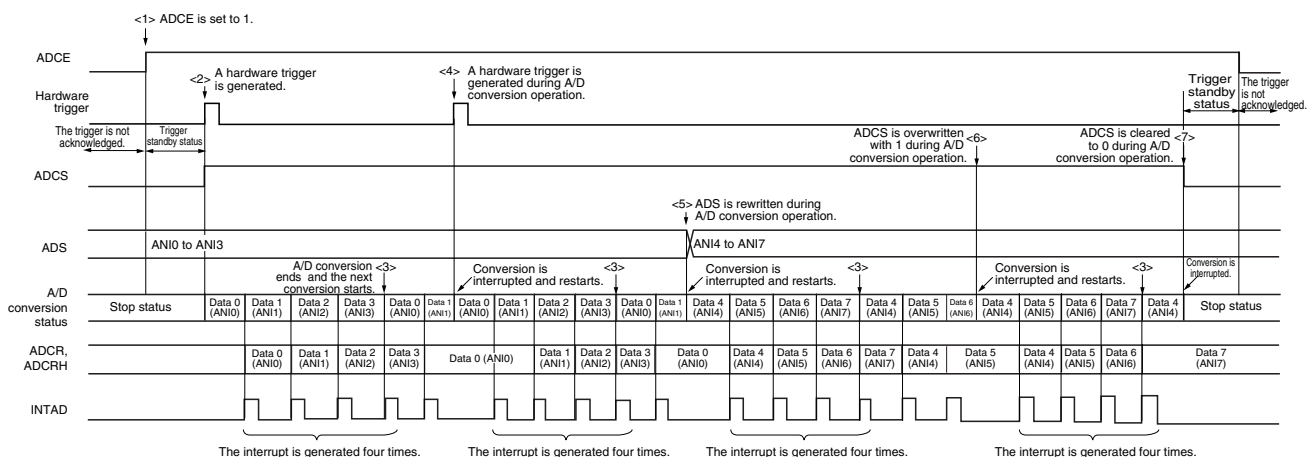 <1> ADCE is set to 1.
ADCE
<2> A hardware trigger
is generated.
<4> A hardware trigger is
generated during A/D
conversion operation.
Trigger
standby
status
The trigger
is not
acknowledged.
Hardware
trigger
The trigger is not
acknowledged.
Trigger
standby status
ADCS is overwritten
with 1 during A/D
conversion operation.
<6>
ADCS is cleared
to 0 during A/D
conversion operation.
<7>
ADCS
<5> ADS is rewritten during
A/D conversion operation.
ADS
ANI0 to ANI3
ANI4 to ANI7
A/D conversion
ends and the next
conversion starts.
<3>
Conversion is
interrupted and restarts.
<3>
Conversion is
interrupted and restarts.
<3>
Conversion is
interrupted and restarts.
<3>
Conversion is
interrupted.
A/D
conversion
status
Stop status
Data 0
(ANI0)
Data 1
(ANI1)
Data 2
(ANI2)
Data 3
(ANI3)
Data 0
(ANI0)
Data 1
(ANI1)
Data 0
(ANI0)
Data 1
(ANI1)
Data 2
(ANI2)
Data 3
(ANI3)
Data 0
(ANI0)
Data 1
(ANI1)
Data 4
(ANI4)
Data 5
(ANI5)
Data 6
(ANI6)
Data 7
(ANI7)
Data 4
(ANI4)
Data 5
(ANI5)
Data 6
(ANI6)
Data 4
(ANI4)
Data 5
(ANI5)
Data 6
(ANI6)
Data 7
(ANI7)
Data 4
(ANI4)
Stop status
ADCR,
ADCRH
Data 0
(ANI0)
Data 1
(ANI1)
Data 2
(ANI2)
Data 3
(ANI3)
Data 0 (ANI0)
Data 1
(ANI1)
Data 2
(ANI2)
Data 3
(ANI3)
Data 0
(ANI0)
Data 4
(ANI4)
Data 5
(ANI5)
Data 6
(ANI6)
Data 7
(ANI7)
Data 4
(ANI4)
Data 5
(ANI5)
Data 4
(ANI4)
Data 5
(ANI5)
Data 6
(ANI6)
Data 7
(ANI7)
INTAD
The interrupt is generated four times.
The interrupt is generated four times.
The interrupt is generated four times.
The interrupt is generated four times.